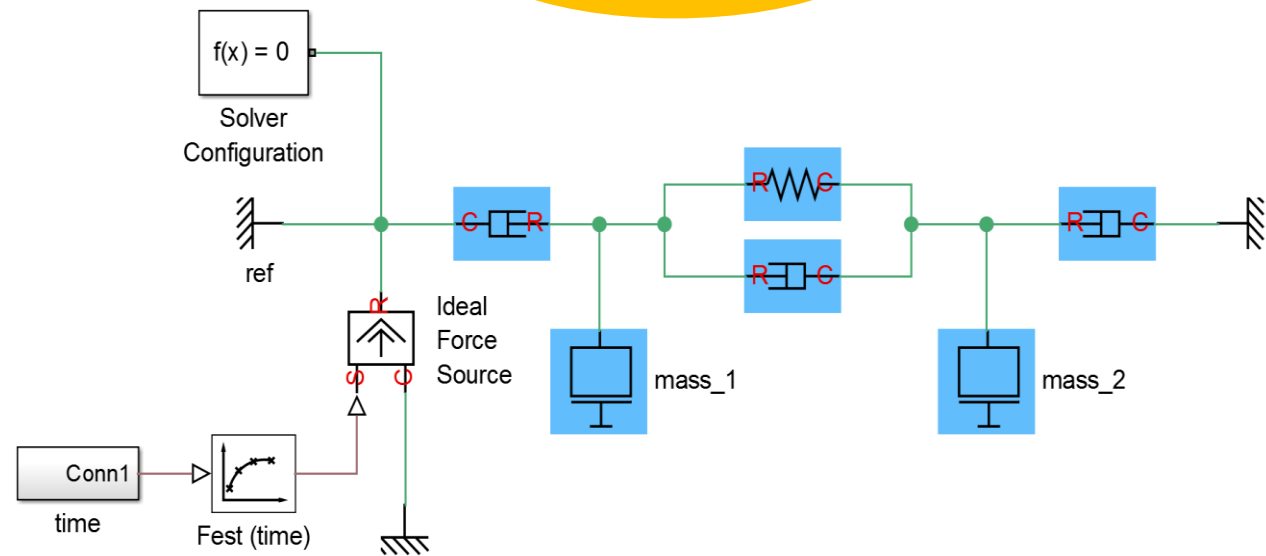 f(x) = 0
Solver
Configuration
ref
C
R
R
C
R
C
R
C
R
Ideal
Force
Source
S
C
mass_1
mass_2
Conn1
time
Fest (time)